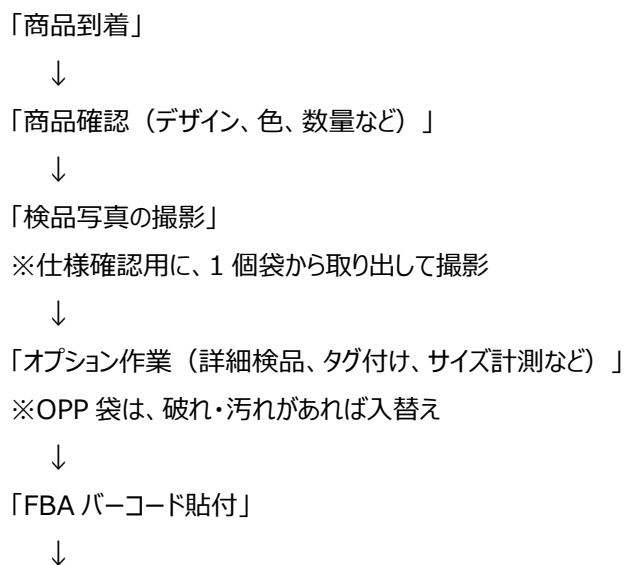 「商品到着」
↓
「商品確認（デザイン、色、数量など）」
↓
「検品写真の撮影」
※仕様確認用に、1 個袋から取り出して撮影
↓
「オプション作業（詳細検品、タグ付け、サイズ計測など）」
※OPP 袋は、破れ・汚れがあれば入替え
↓
「FBA バーコード貼付」
↓